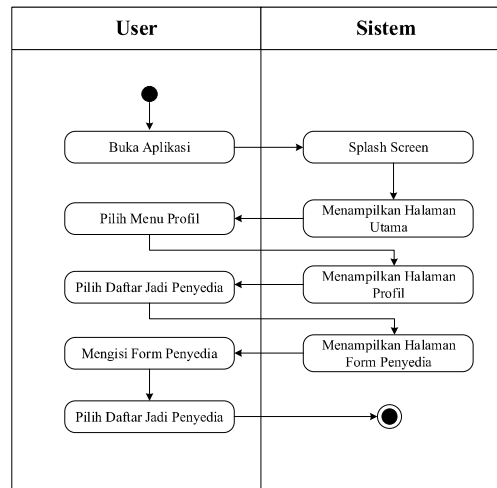 User
Sistem
Buka Aplikasi
Splash Screen
Menampilkan Halaman
Utama
Pilih Menu Profil
Menampilkan Halaman
Profil
Pilih Daftar Jadi Penyedia
Menampilkan Halaman
Form Penyedia
Mengisi Form Penyedia
Pilih Daftar Jadi Penyedia